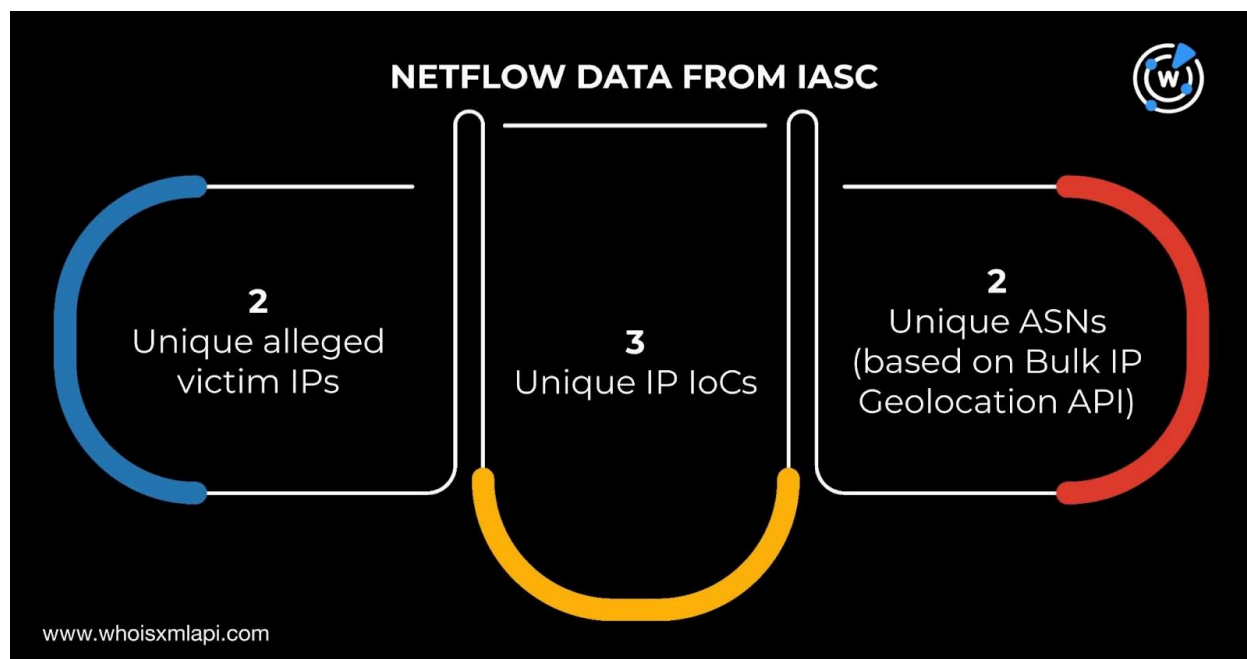 NETFLOW DATA FROM IASC
W
2
Unique alleged
victim IPs
3
Unique IP IoCs
2
Unique ASNs
(based on Bulk IP
Geolocation API)
www.whoisxmlapi.com